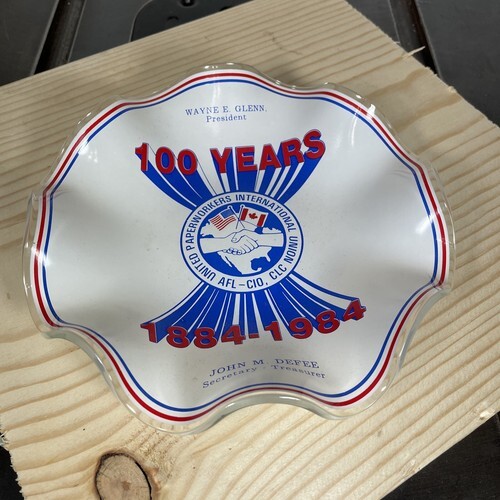 WAYNE E. GLENN,
President
100 YEARS
UNITED PAPERWORKERS INTERNATIONAL UNION
AFL-CIO, CLC
1884-1984
JOHN M. DEFEE
Secretary - Treasurer